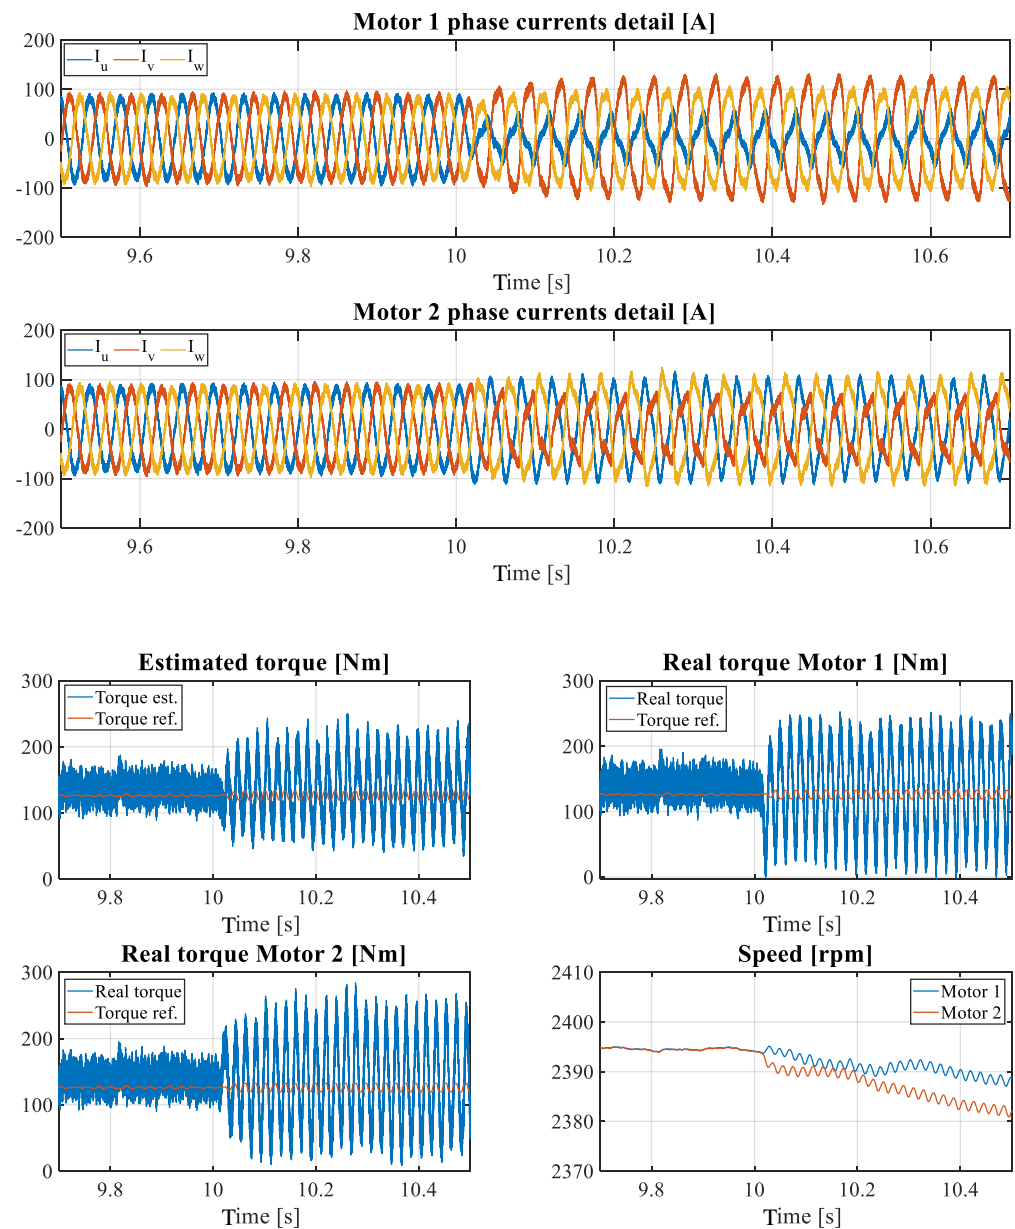 Motor 1 phase currents detail [A]
200
I_u I_v I_w
100
0
-100
-200
9.6 9.8 10 10.2 10.4 10.6
Time [s]
Motor 2 phase currents detail [A]
200
I_u I_v I_w
100
0
-100
-200
9.6 9.8 10 10.2 10.4 10.6
Time [s]
Estimated torque [Nm]
300
Torque est.
Torque ref.
200
100
0
9.8 10 10.2 10.4
Time [s]
Real torque Motor 1 [Nm]
300
Real torque
Torque ref.
200
100
0
9.8 10 10.2 10.4
Time [s]
Real torque Motor 2 [Nm]
300
Real torque
Torque ref.
200
100
0
9.8 10 10.2 10.4
Time [s]
Speed [rpm]
2410
Motor 1
Motor 2
2400
2390
2380
2370
9.8 10 10.2 10.4
Time [s]